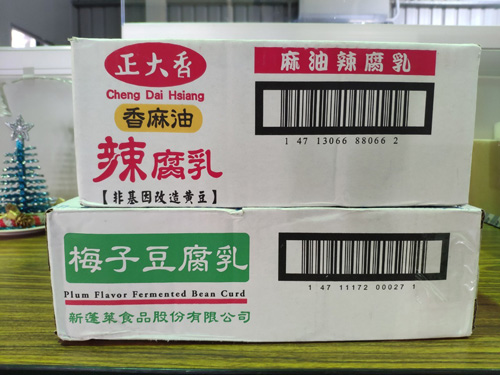 正大香
Cheng Dai Hsiang
香麻油
辣腐乳
【非基因改造黄豆】
麻油辣腐乳
1 47 13066 88066 2
梅子豆腐乳
Plum Flavor Fermented Bean Curd
新蓬萊食品股份有限公司
1 47 11172 00027 1